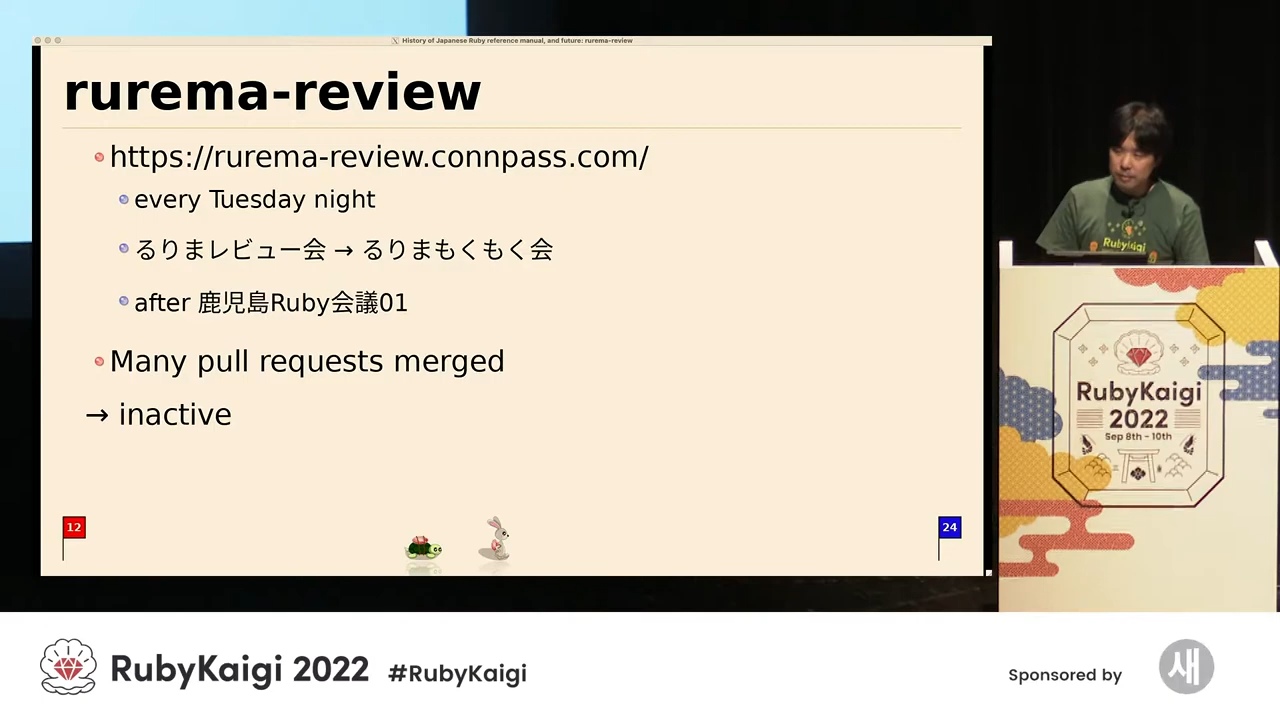 History of Japanese Ruby reference manual, and future: rurema-review
rurema-review
https://rurema-review.connpass.com/
every Tuesday night
るりまレビュー会 → るりまもくもく会
after 鹿児島Ruby会議01
Many pull requests merged
→ inactive
12
24
RubyKaigi
RubyKaigi
2022
Sep 8th - 10th
RubyKaigi 2022 #RubyKaigi
Sponsored by
새